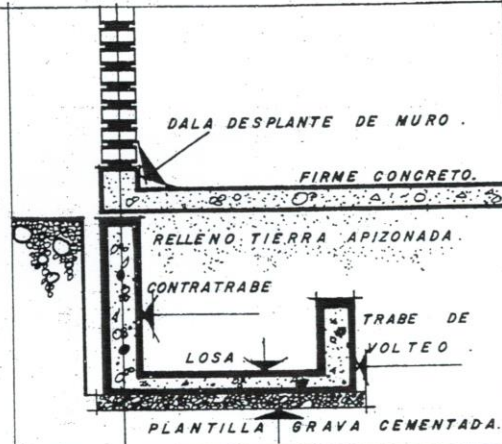 DALA DESPLANTE DE MURO.
FIRME CONCRETO.
RELLENO TIERRA APIZONADA.
CONTRATRABE
TRABE DE
LOSA
VOLTEO
PLANTILLA GRAVA CEMENTADA.